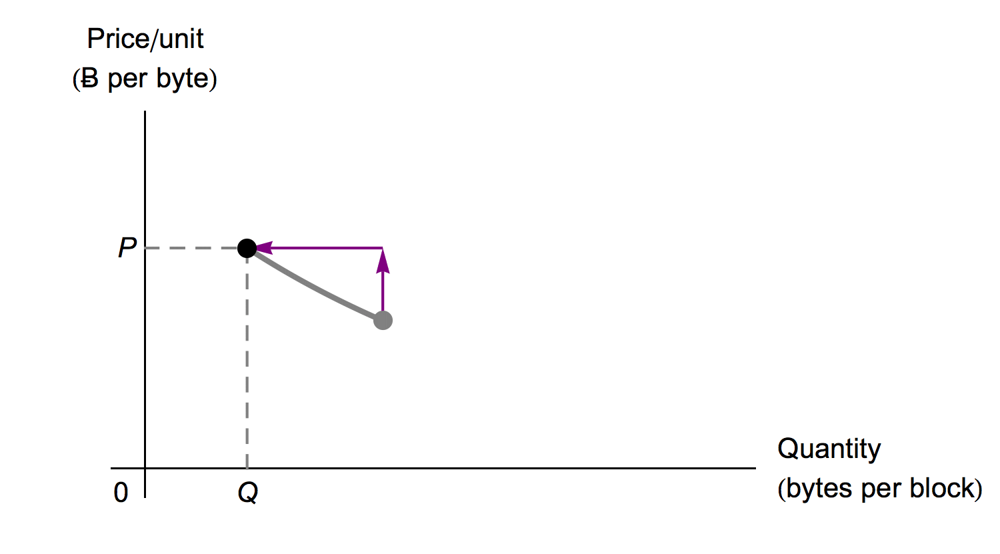 Price/unit
(Ƀ per byte)
P
Quantity
(bytes per block)
0
Q